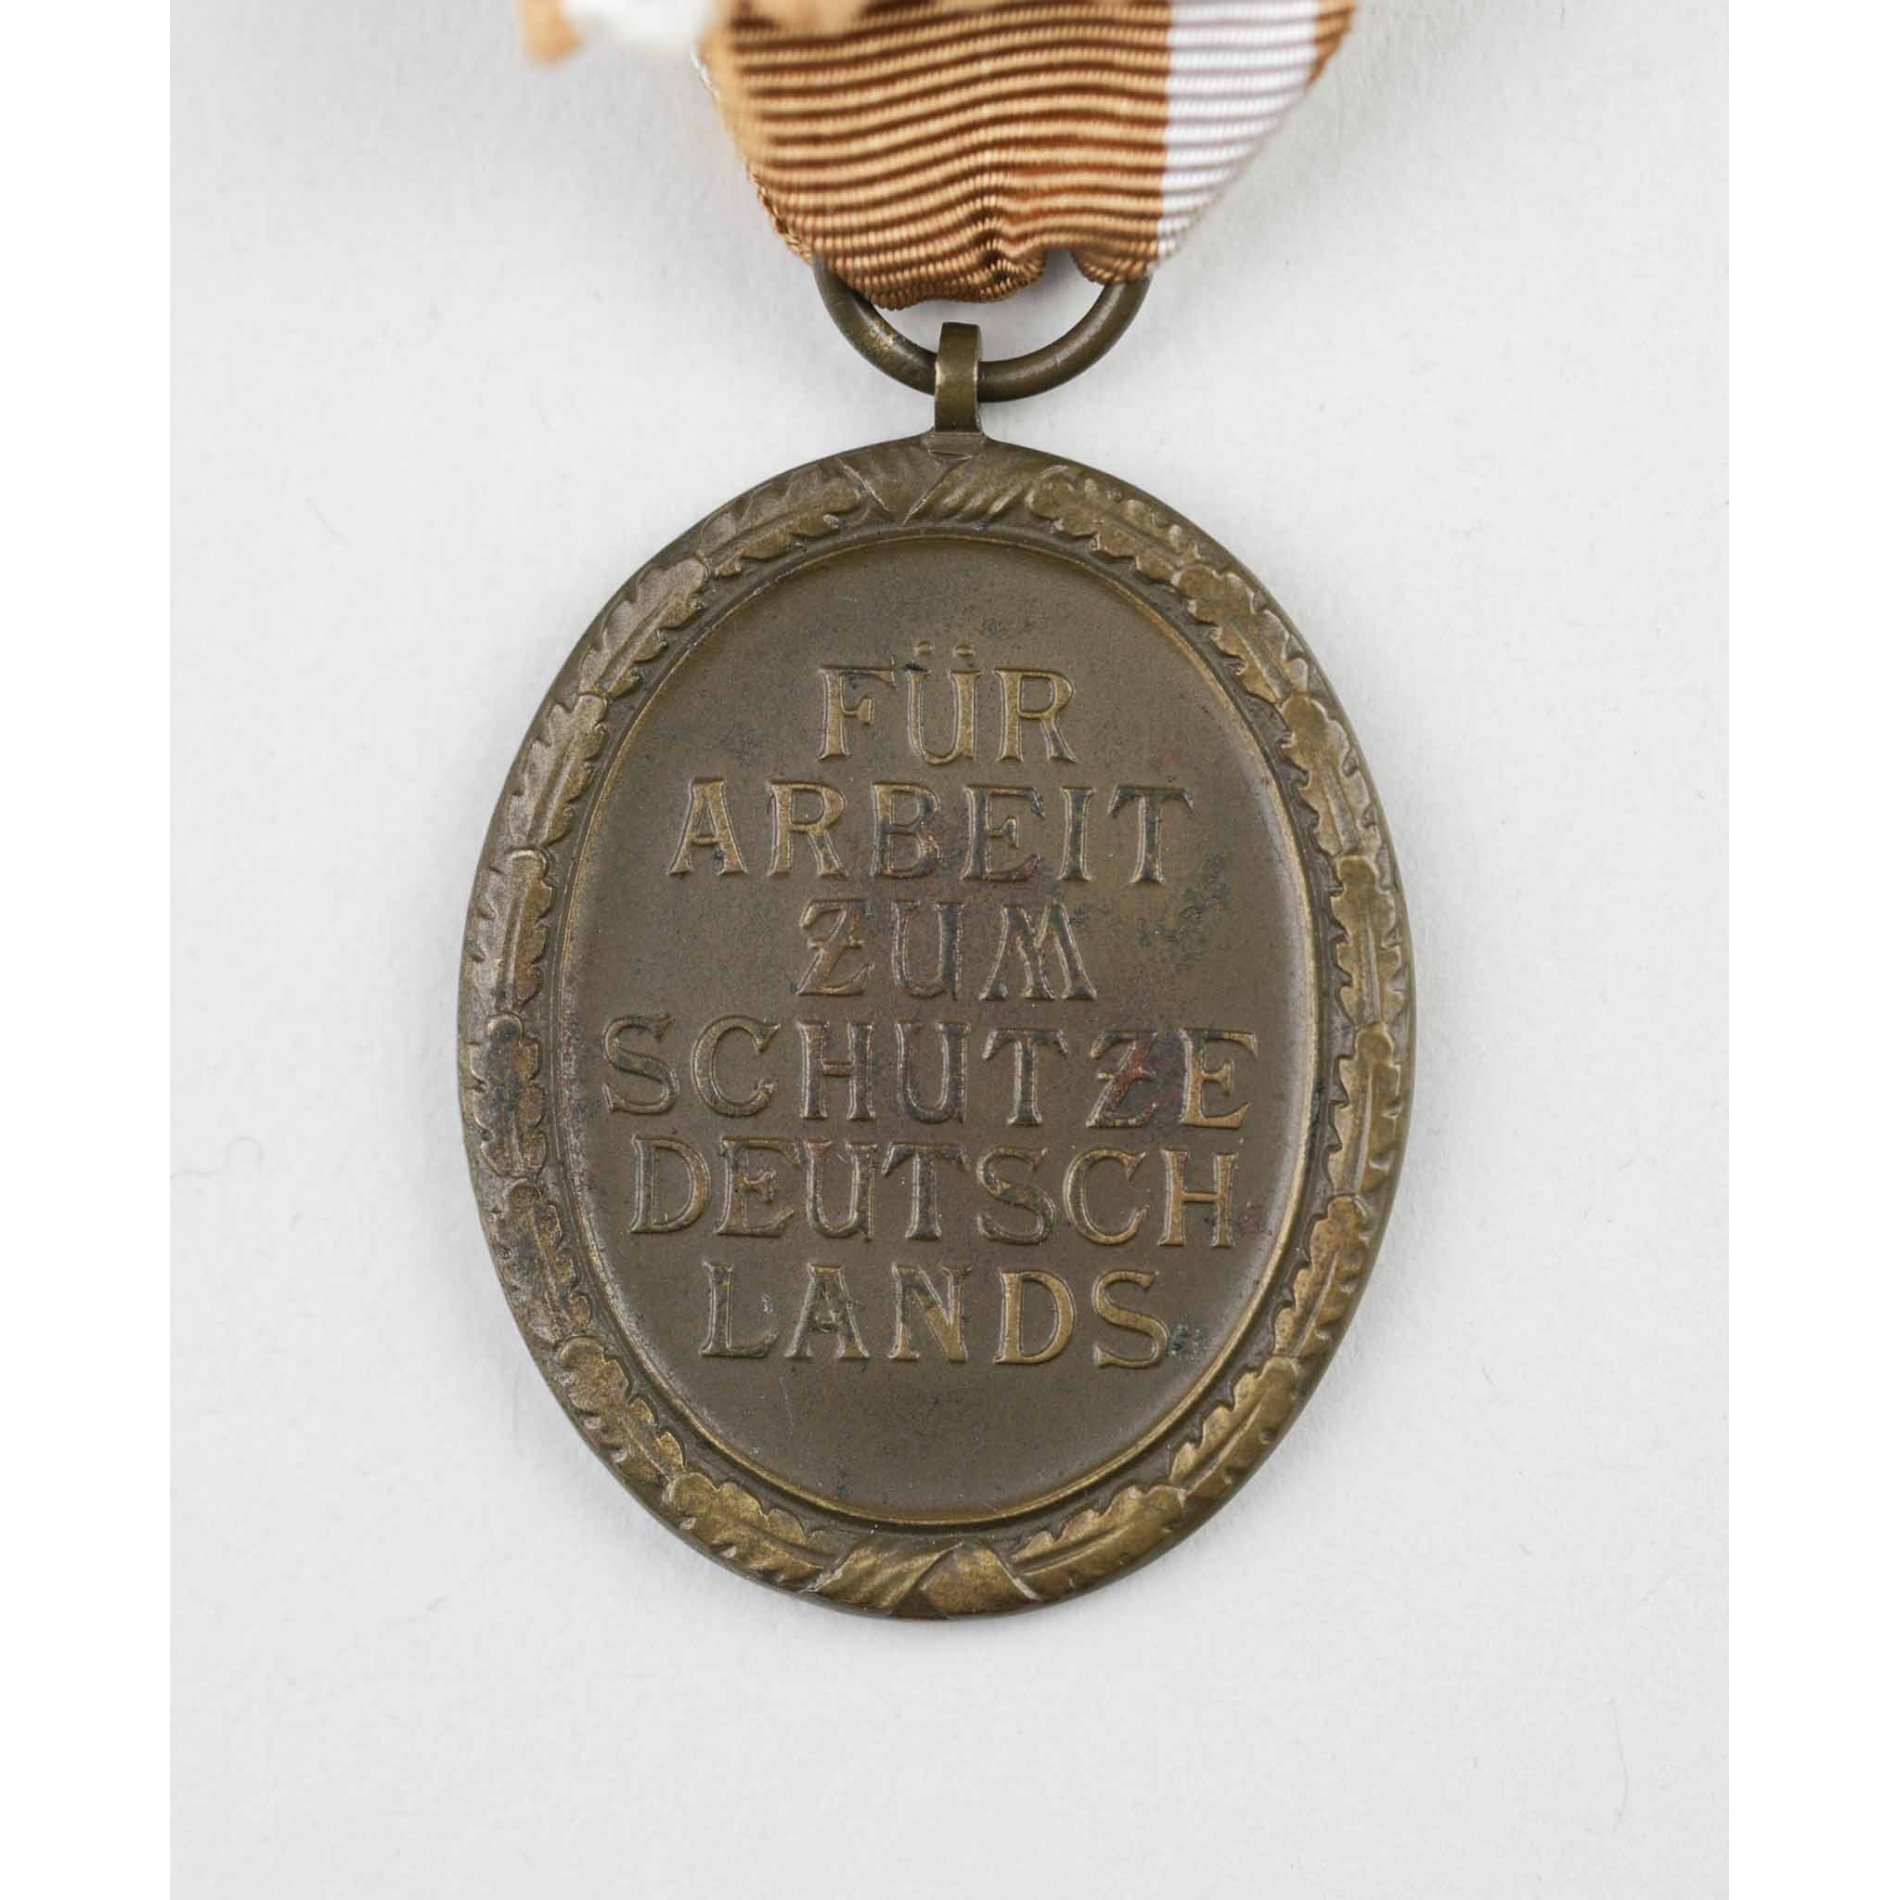 FÜR
ARBEIT
ZUM
SCHUTZE
DEUTSCH
LANDS